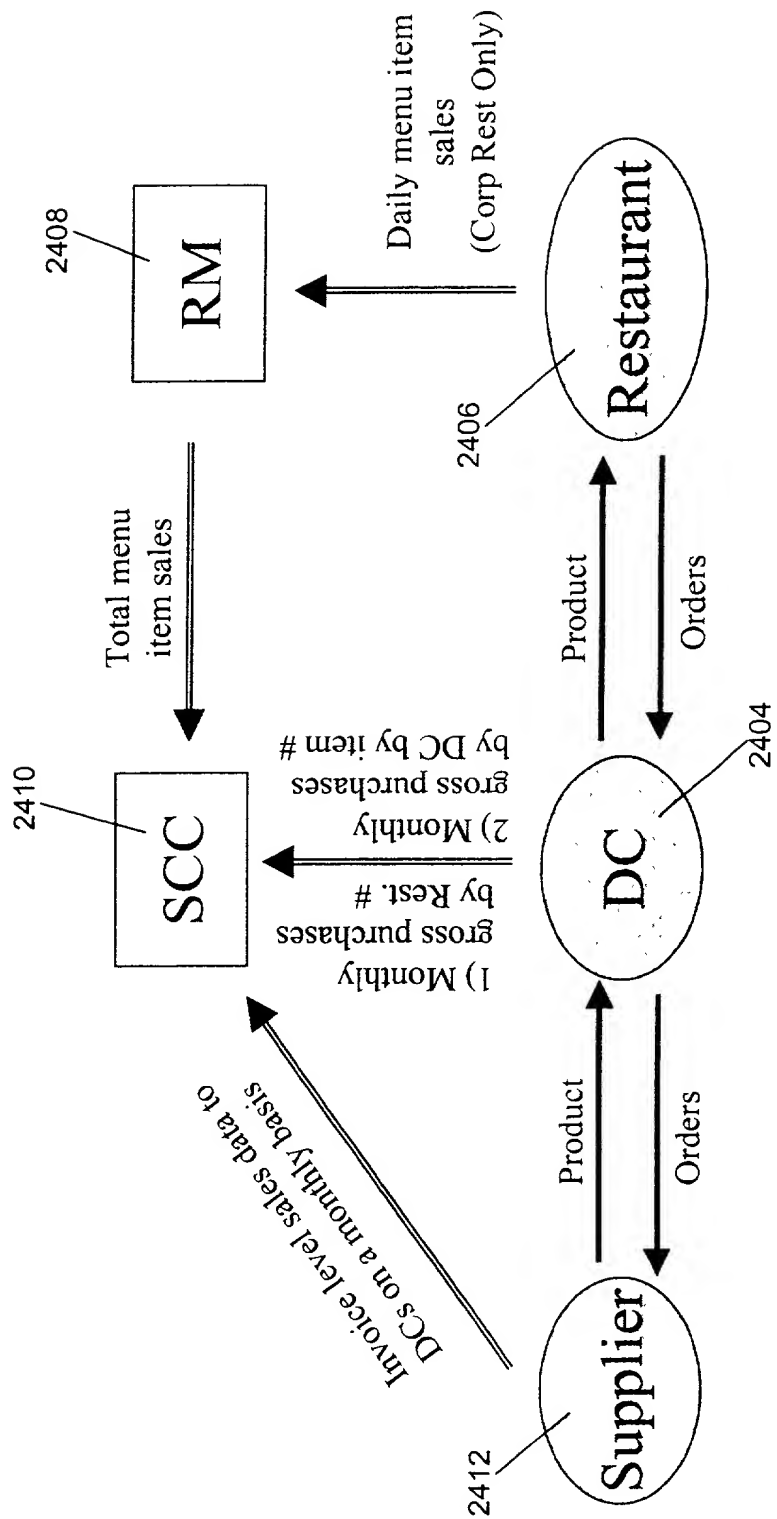 2410
SCC
Total menu
item sales
2408
RM
Invoice level sales data to
DCs on a monthly basis
1) Monthly
gross purchases
by Rest. #
2) Monthly
gross purchases
by DC by item #
Daily menu item
sales
(Corp Rest Only)
2412
Supplier
Product
Orders
DC
2404
Product
Orders
2406
Restaurant